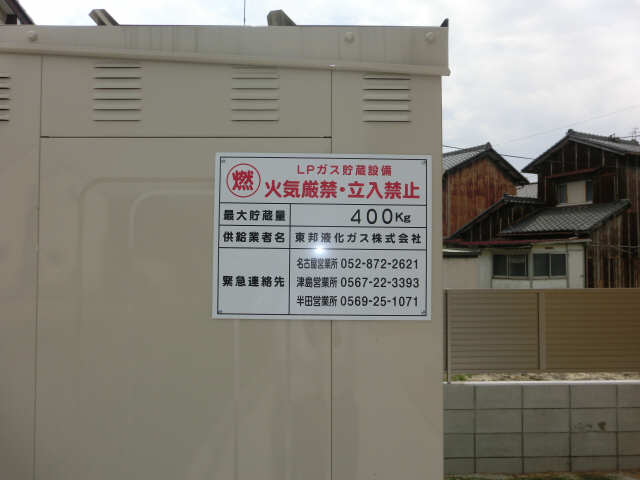 LPガス貯蔵設備
燃 火気厳禁・立入禁止
最大貯蔵量 400Kg
供給業者名 東邦液化ガス株式会社
緊急連絡先
名古屋営業所 052-872-2621
津島営業所 0567-22-3393
半田営業所 0569-25-1071